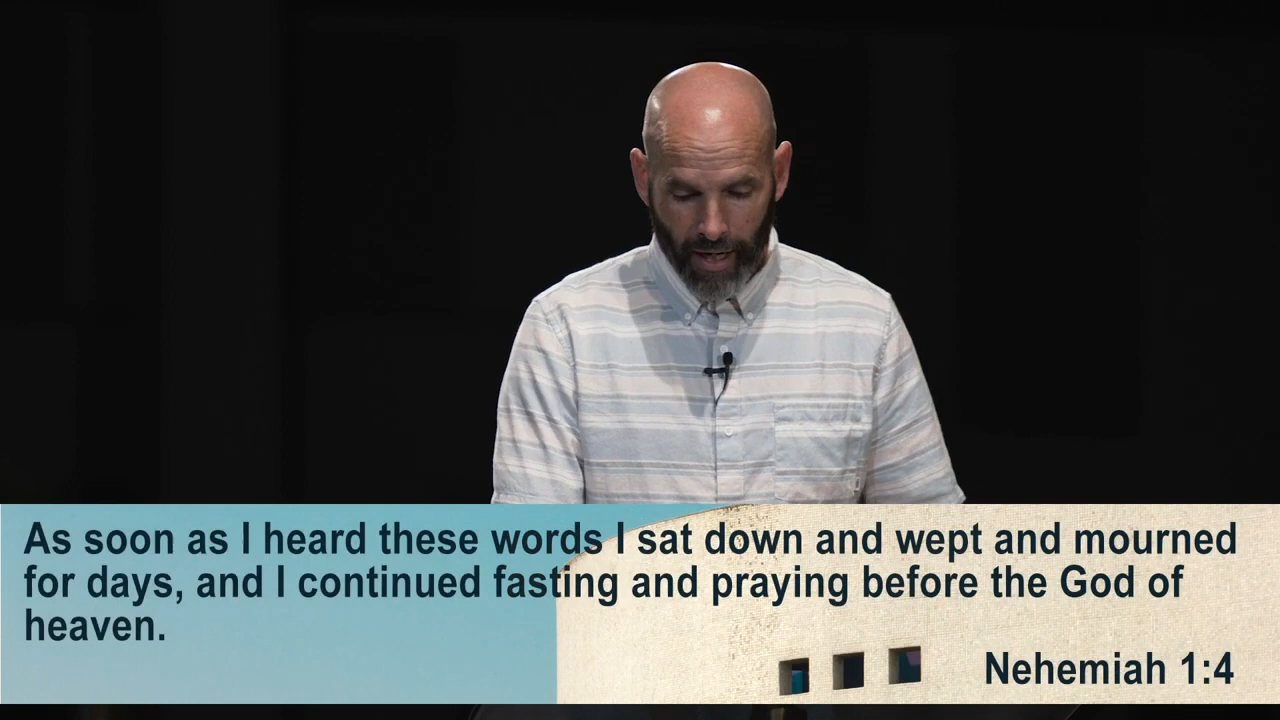 As soon as I heard these words I sat down and wept and mourned
for days, and I continued fasting and praying before the God of
heaven.
Nehemiah 1:4